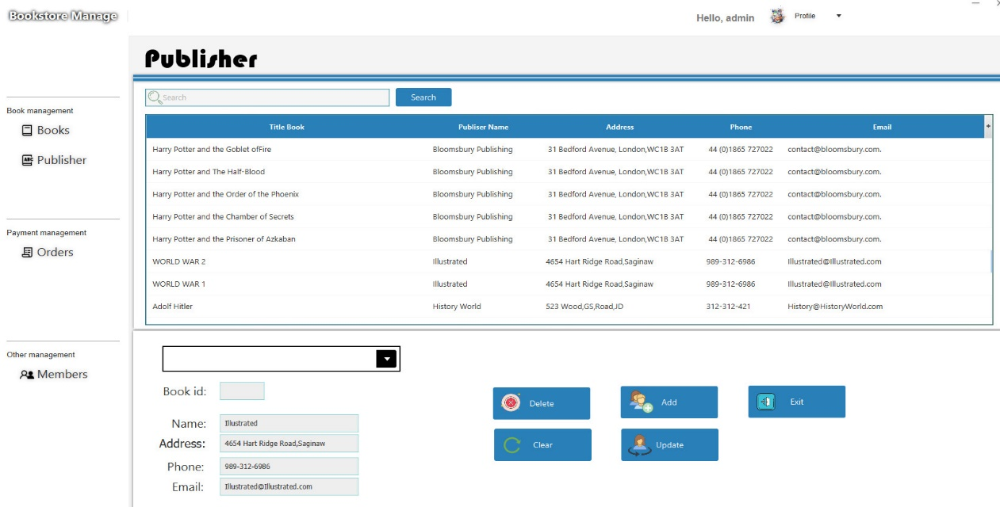 Bookstore Manage
Hello, admin
Profile
Publisher
Search
Search
Title Book Publiser Name Address Phone Email
Harry Potter and the Goblet ofFire Bloomsbury Publishing 31 Bedford Avenue, London,WC1B 3AT 44 (0)1865 727022 contact@bloomsbury.com.
Harry Potter and The Half-Blood Bloomsbury Publishing 31 Bedford Avenue, London,WC1B 3AT 44 (0)1865 727022 contact@bloomsbury.com.
Harry Potter and the Order of the Phoenix Bloomsbury Publishing 31 Bedford Avenue, London,WC1B 3AT 44 (0)1865 727022 contact@bloomsbury.com.
Harry Potter and the Chamber of Secrets Bloomsbury Publishing 31 Bedford Avenue, London,WC1B 3AT 44 (0)1865 727022 contact@bloomsbury.com.
Harry Potter and the Prisoner of Azkaban Bloomsbury Publishing 31 Bedford Avenue, London,WC1B 3AT 44 (0)1865 727022 contact@bloomsbury.com.
WORLD WAR 2 Illustrated 4654 Hart Ridge Road,Saginaw 989-312-6986 Illustrated@Illustrated.com
WORLD WAR 1 Illustrated 4654 Hart Ridge Road,Saginaw 989-312-6986 Illustrated@Illustrated.com
Adolf Hitler History World 523 Wood,GS,Road,JD 312-312-421 History@HistoryWorld.com
Book management
Books
ABC Publisher
Payment management
Orders
Other management
Members
Book id:
Name: Illustrated
Address: 4654 Hart Ridge Road,Saginaw
Phone: 989-312-6986
Email: Illustrated@Illustrated.com
Delete Add Exit
Clear Update